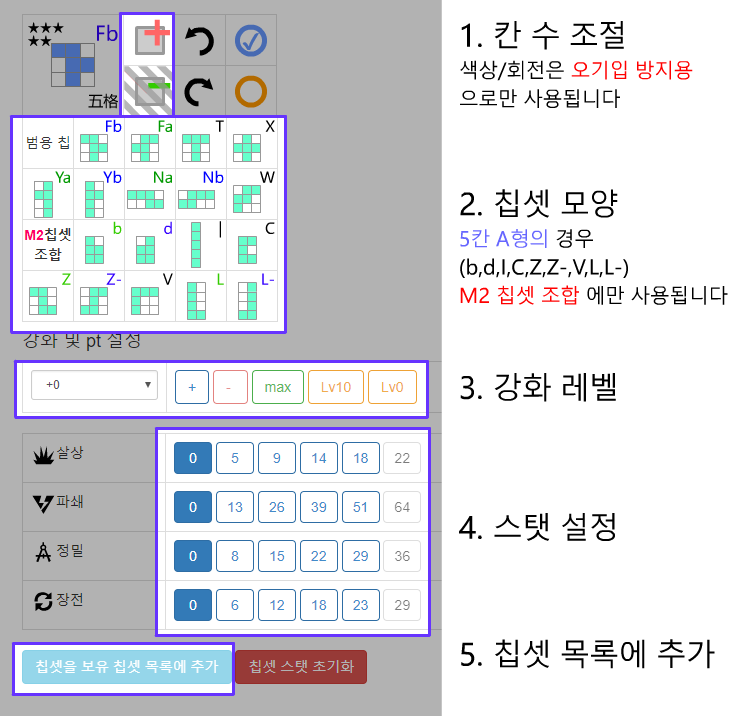 ★★★
★★
Fb
五格
범용 칩
Fb
Fa
T
X
Ya
Yb
Na
Nb
W
M2칩셋
조합
b
d
|
C
Z
Z-
V
L
L-
강화 및 pt 설정
+0
+
-
max
Lv10
Lv0
살상
0 5 9 14 18 22
파쇄
0 13 26 39 51 64
정밀
0 8 15 22 29 36
장전
0 6 12 18 23 29
칩셋을 보유 칩셋 목록에 추가
칩셋 스탯 초기화
1. 칸 수 조절
색상/회전은 오기입 방지용
으로만 사용됩니다
2. 칩셋 모양
5칸 A형의 경우
(b,d,I,C,Z,Z-,V,L,L-)
M2 칩셋 조합 에만 사용됩니다
3. 강화 레벨
4. 스탯 설정
5. 칩셋 목록에 추가